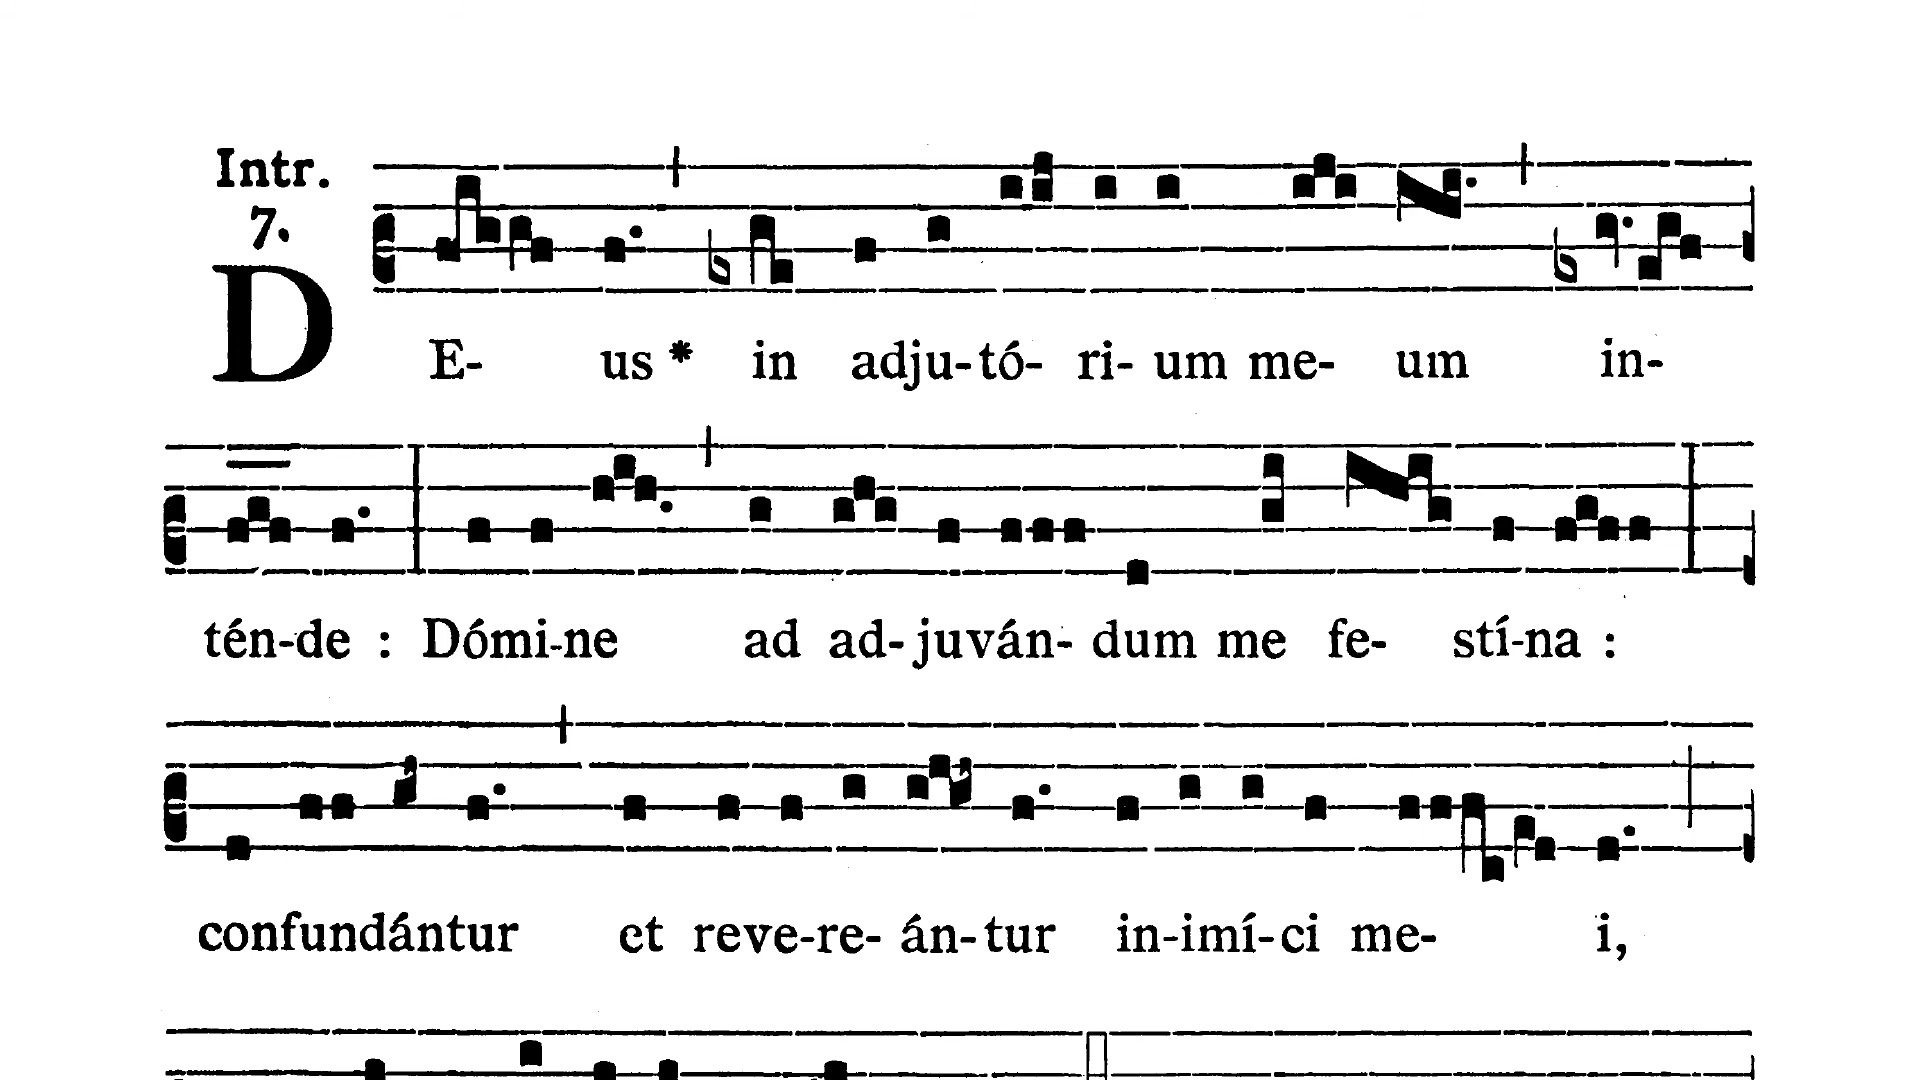 Intr.
7.
DE- us * in adju-tó- ri- um me- um in-
tén-de : Dómi-ne ad ad-juván- dum me fe- stí-na :
confundántur et reve-re- án-tur in-imí-ci me- i,